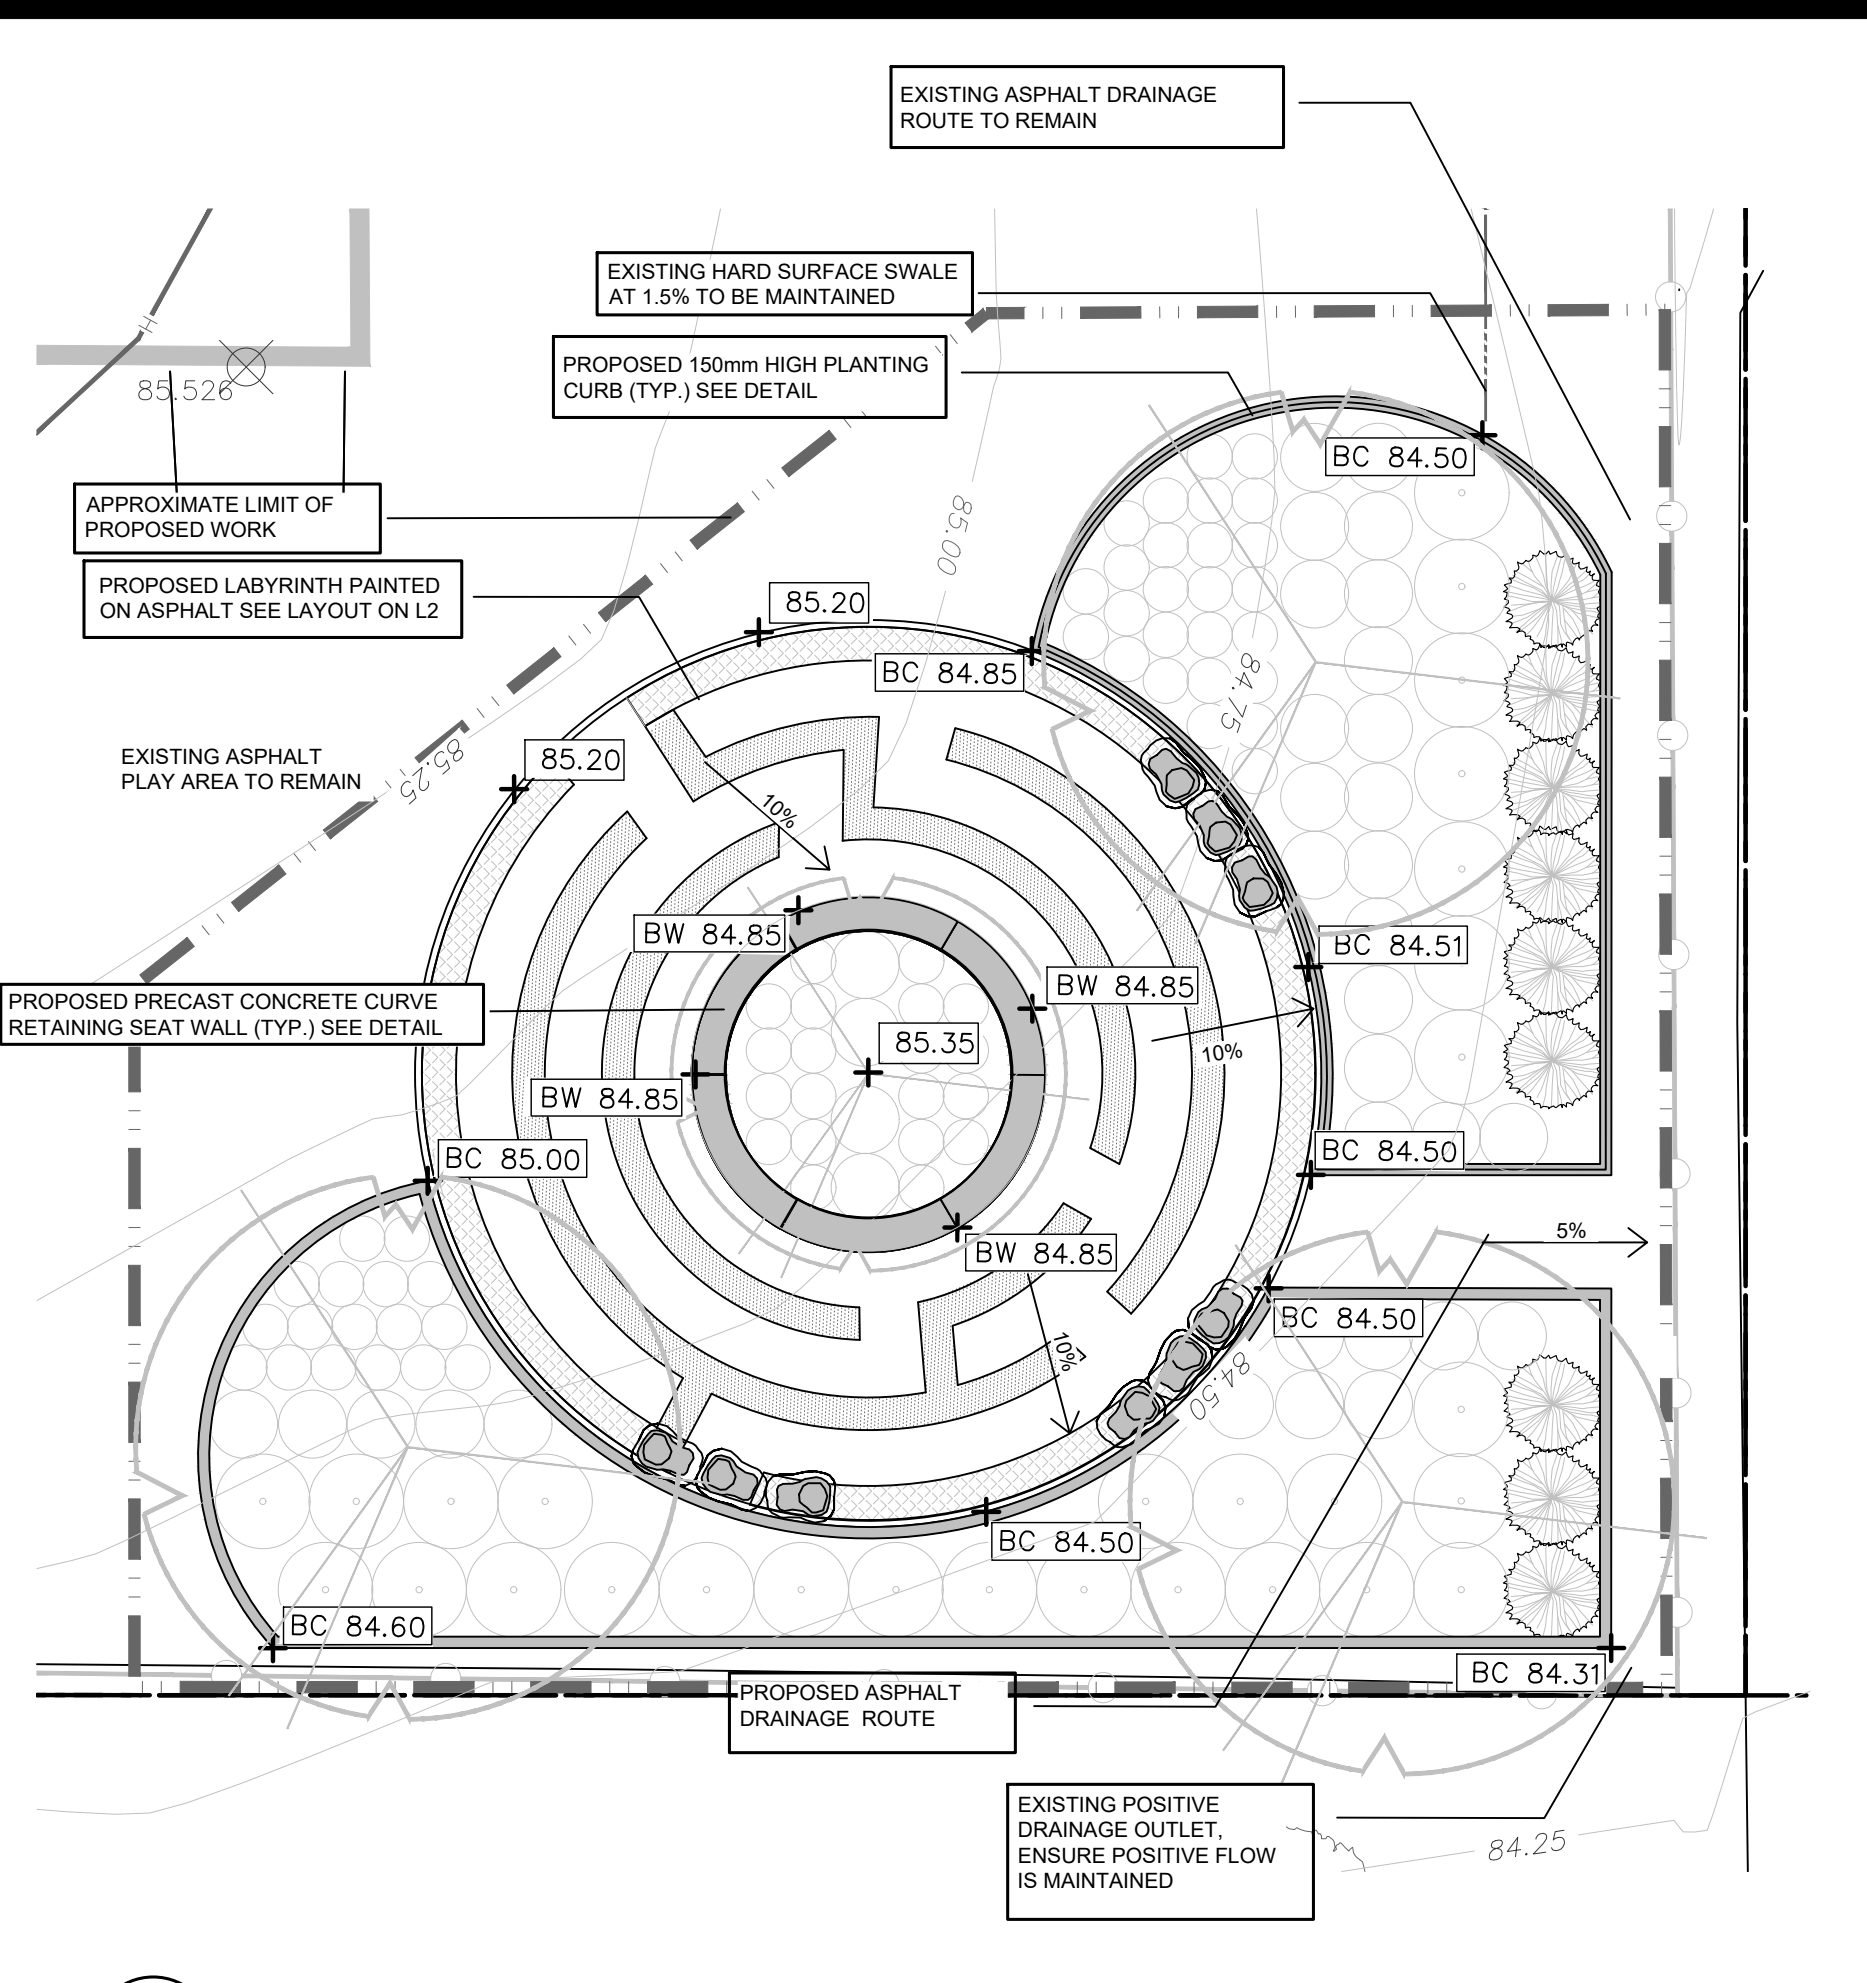 EXISTING ASPHALT DRAINAGE
ROUTE TO REMAIN
EXISTING HARD SURFACE SWALE
AT 1.5% TO BE MAINTAINED
PROPOSED 150mm HIGH PLANTING
CURB (TYP.) SEE DETAIL
85.526
BC 84.50
APPROXIMATE LIMIT OF
PROPOSED WORK
85.00
PROPOSED LABYRINTH PAINTED
ON ASPHALT SEE LAYOUT ON L2
85.20
BC 84.85
84.75
EXISTING ASPHALT
PLAY AREA TO REMAIN
85.25
85.20
10%
BW 84.85
BC 84.51
BW 84.85
PROPOSED PRECAST CONCRETE CURVE
RETAINING SEAT WALL (TYP.) SEE DETAIL
85.35
10%
BW 84.85
BC 85.00
BC 84.50
5%
BW 84.85
BC 84.50
10%
84.50
BC 84.50
BC 84.60
BC 84.31
PROPOSED ASPHALT
DRAINAGE ROUTE
EXISTING POSITIVE
DRAINAGE OUTLET,
ENSURE POSITIVE FLOW
IS MAINTAINED
84.25